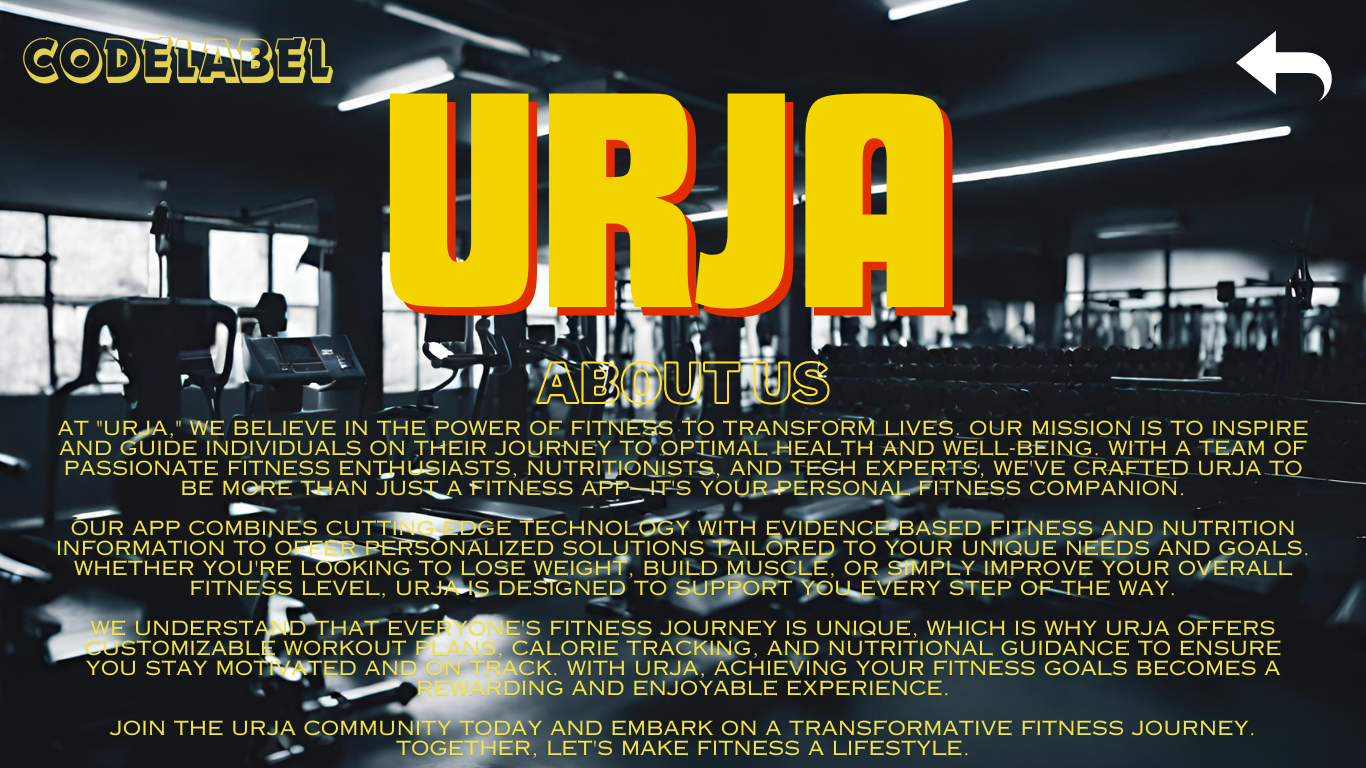 CODELABEL
URJA
ABOUT US
AT "URJA," WE BELIEVE IN THE POWER OF FITNESS TO TRANSFORM LIVES. OUR MISSION IS TO INSPIRE
AND GUIDE INDIVIDUALS ON THEIR JOURNEY TO OPTIMAL HEALTH AND WELL-BEING. WITH A TEAM OF
PASSIONATE FITNESS ENTHUSIASTS, NUTRITIONISTS, AND TECH EXPERTS, WE'VE CRAFTED URJA TO
BE MORE THAN JUST A FITNESS APP—IT'S YOUR PERSONAL FITNESS COMPANION.
OUR APP COMBINES CUTTING-EDGE TECHNOLOGY WITH EVIDENCE-BASED FITNESS AND NUTRITION
INFORMATION TO OFFER PERSONALIZED SOLUTIONS TAILORED TO YOUR UNIQUE NEEDS AND GOALS.
WHETHER YOU'RE LOOKING TO LOSE WEIGHT, BUILD MUSCLE, OR SIMPLY IMPROVE YOUR OVERALL
FITNESS LEVEL, URJA IS DESIGNED TO SUPPORT YOU EVERY STEP OF THE WAY.
WE UNDERSTAND THAT EVERYONE'S FITNESS JOURNEY IS UNIQUE, WHICH IS WHY URJA OFFERS
CUSTOMIZABLE WORKOUT PLANS, CALORIE TRACKING, AND NUTRITIONAL GUIDANCE TO ENSURE
YOU STAY MOTIVATED AND ON TRACK. WITH URJA, ACHIEVING YOUR FITNESS GOALS BECOMES A
REWARDING AND ENJOYABLE EXPERIENCE.
JOIN THE URJA COMMUNITY TODAY AND EMBARK ON A TRANSFORMATIVE FITNESS JOURNEY.
TOGETHER, LET'S MAKE FITNESS A LIFESTYLE.